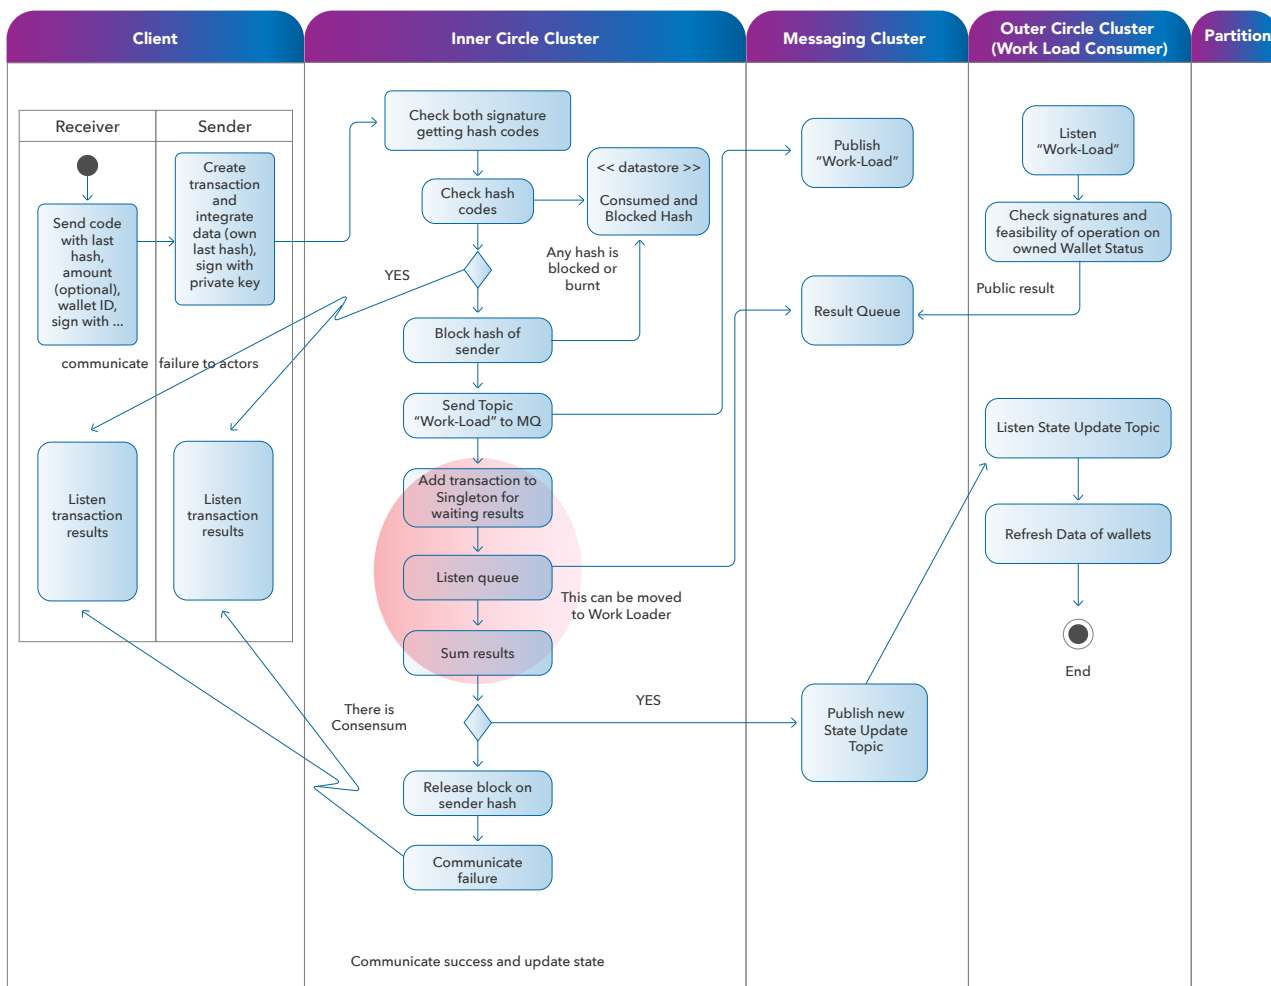 Client
Inner Circle Cluster
Messaging Cluster
Outer Circle Cluster
(Work Load Consumer)
Partition
Receiver
Sender
Send code
with last
hash,
amount
(optional),
wallet ID,
sign with ...
Create
transaction
and
integrate
data (own
last hash),
sign with
private key
communicate failure to actors
Listen
transaction
results
Listen
transaction
results
Check both signature
getting hash codes
Check hash
codes
<< datastore >>
Consumed and
Blocked Hash
YES
Any hash is
blocked or
burnt
Block hash of
sender
Send Topic
“Work-Load” to MQ
Add transaction to
Singleton for
waiting results
Listen queue
This can be moved
to Work Loader
Sum results
There is
Consensum
YES
Release block on
sender hash
Communicate
failure
Communicate success and update state
Publish
“Work-Load”
Result Queue
Publish new
State Update
Topic
Listen
“Work-Load”
Check signatures and
feasibility of operation on
owned Wallet Status
Public result
Listen State Update Topic
Refresh Data of wallets
End